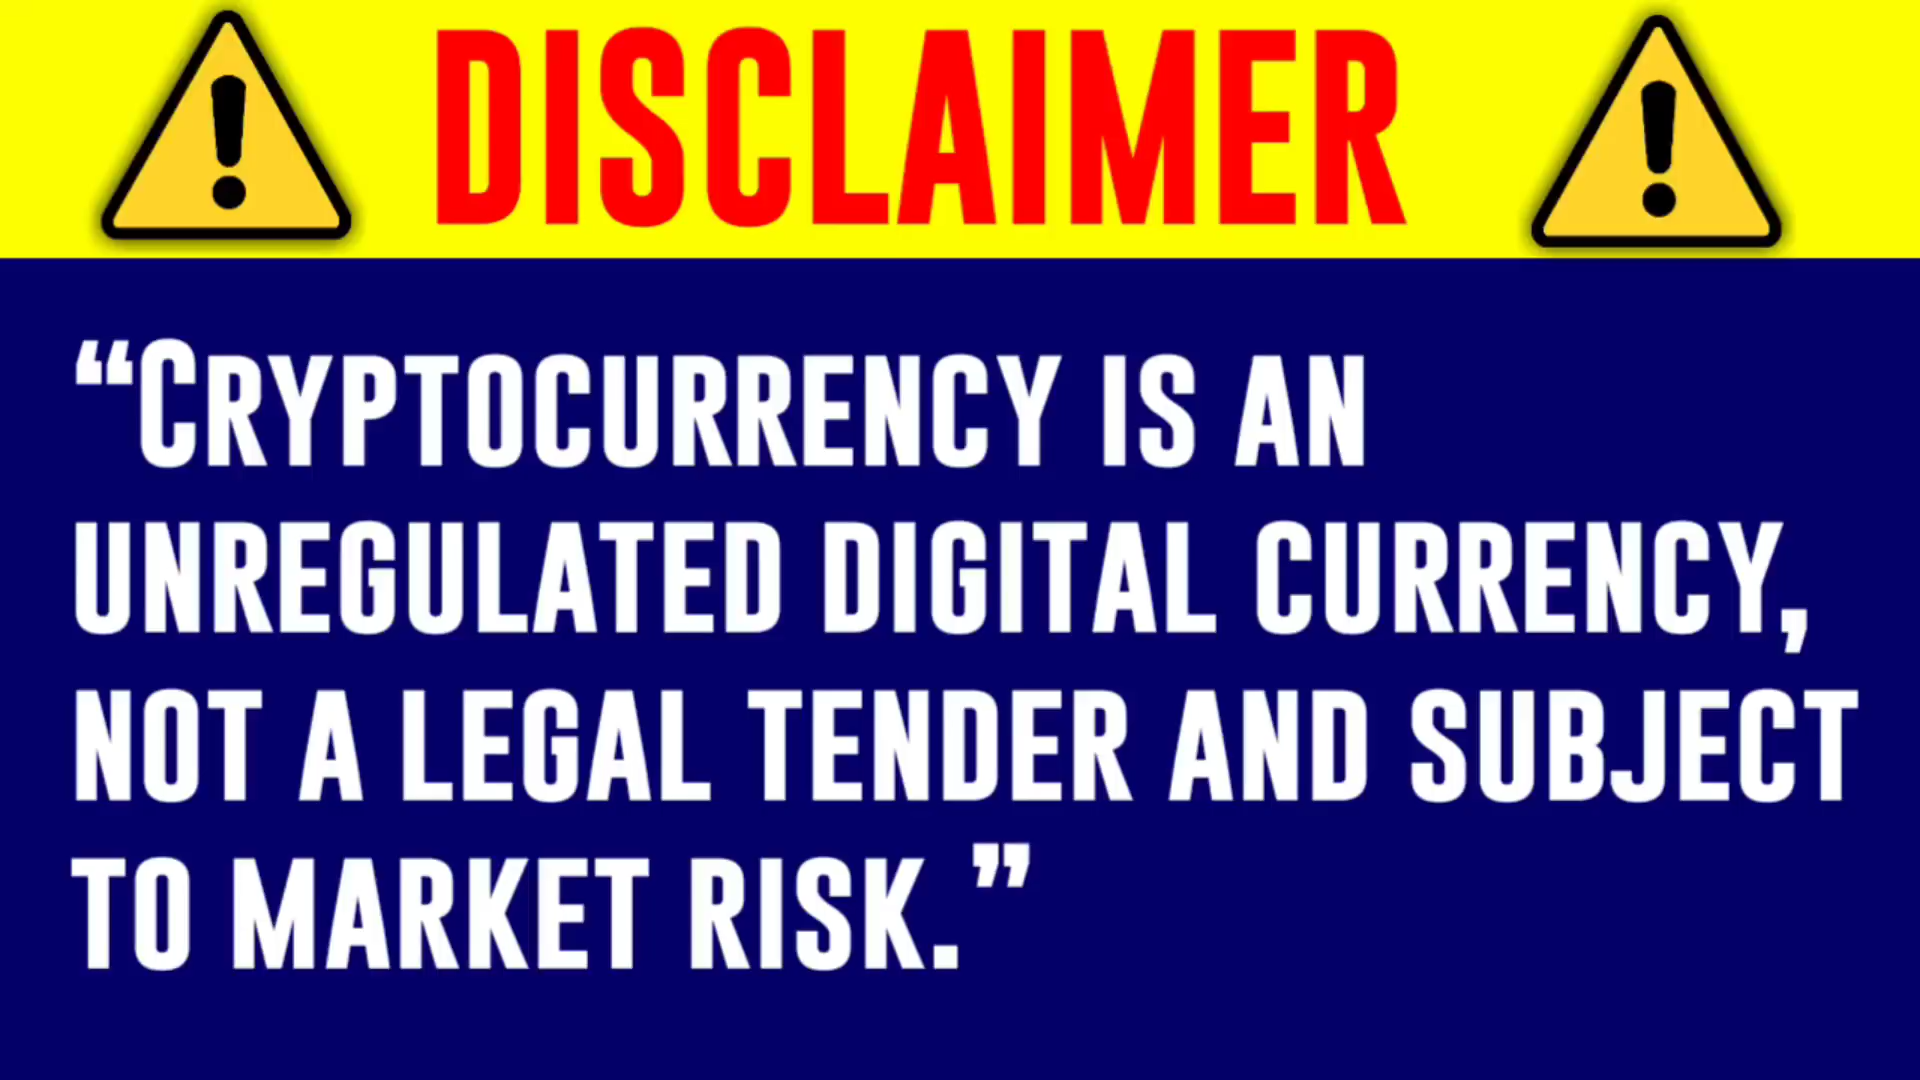 DISCLAIMER
“CRYPTOCURRENCY IS AN
UNREGULATED DIGITAL CURRENCY,
NOT A LEGAL TENDER AND SUBJECT
TO MARKET RISK.”